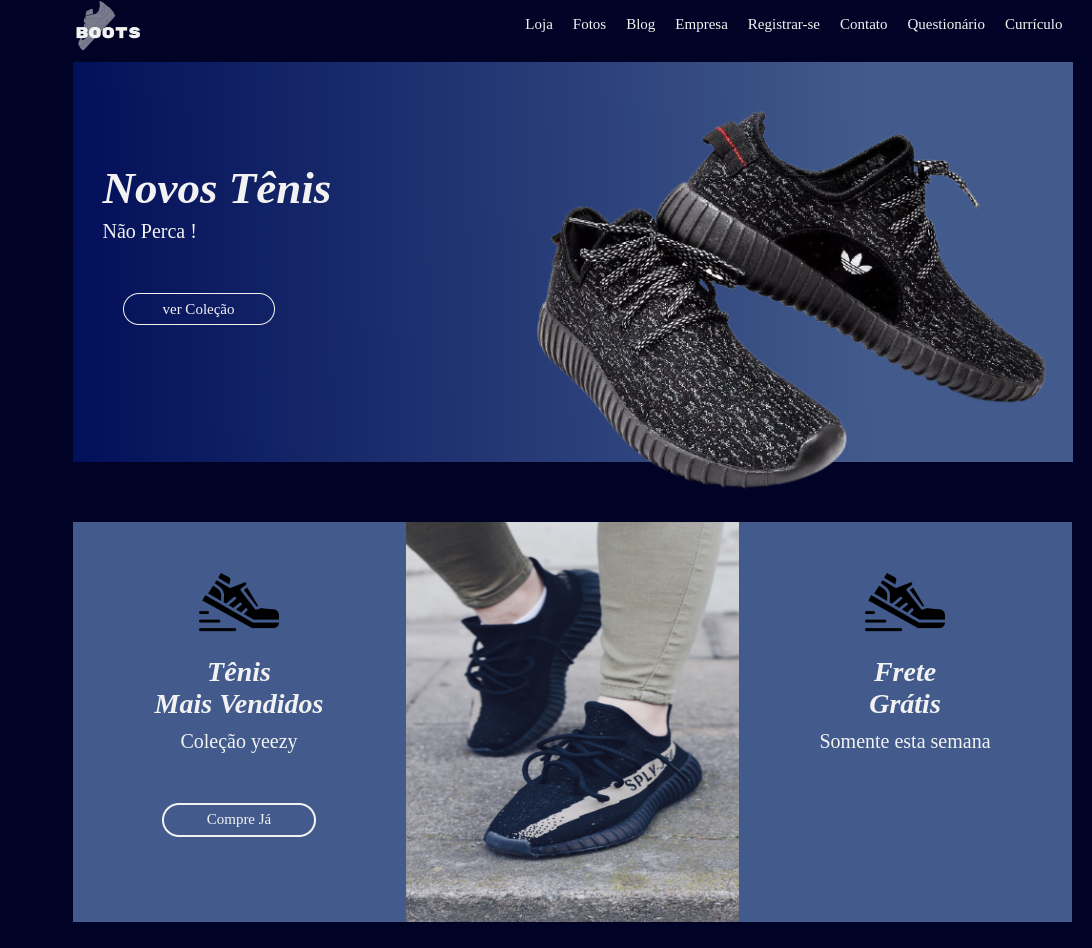 BOOTS
Loja Fotos Blog Empresa Registrar-se Contato Questionário Currículo
Novos Tênis
Não Perca !
ver Coleção
Tênis
Mais Vendidos
Coleção yeezy
Compre Já
SPLY
Frete
Grátis
Somente esta semana